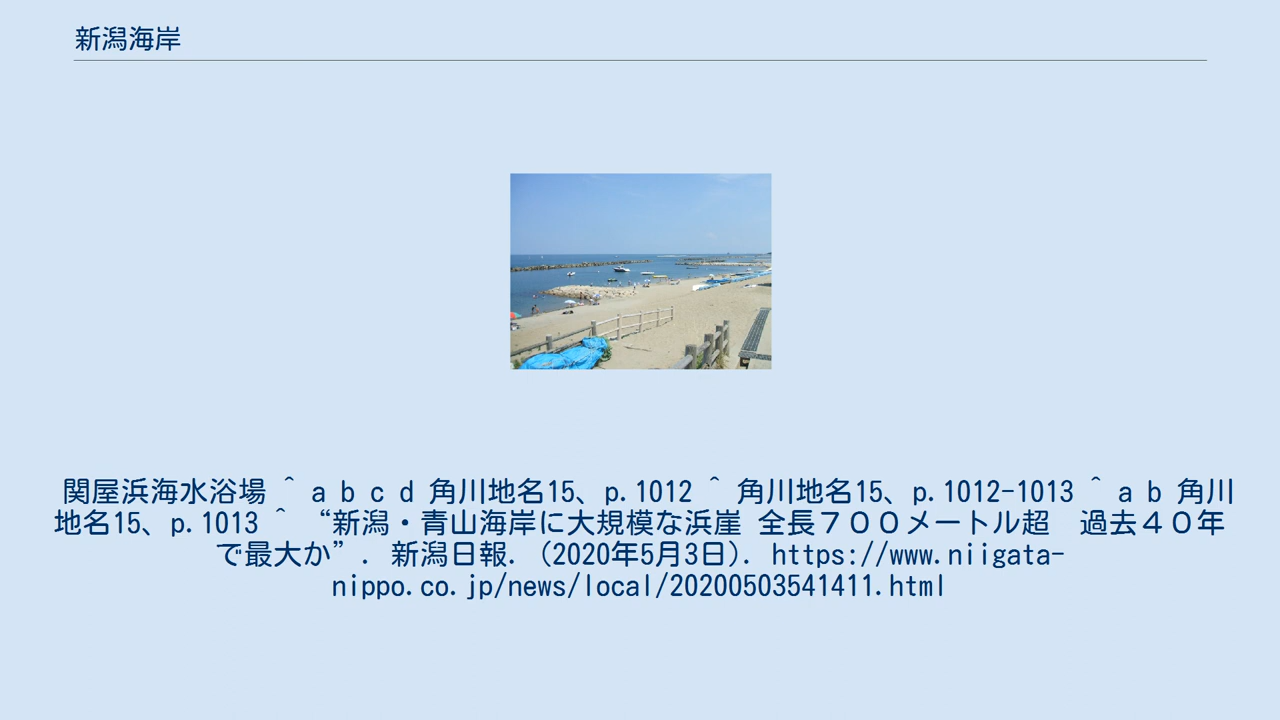 新潟海岸
関屋浜海水浴場 ^ a b c d 角川地名15、p.1012 ^ 角川地名15、p.1012-1013 ^ a b 角川
地名15、p.1013 ^ “新潟・青山海岸に大規模な浜崖 全長７００メートル超　過去４０年
で最大か”. 新潟日報. (2020年5月3日). https://www.niigata-
nippo.co.jp/news/local/20200503541411.html